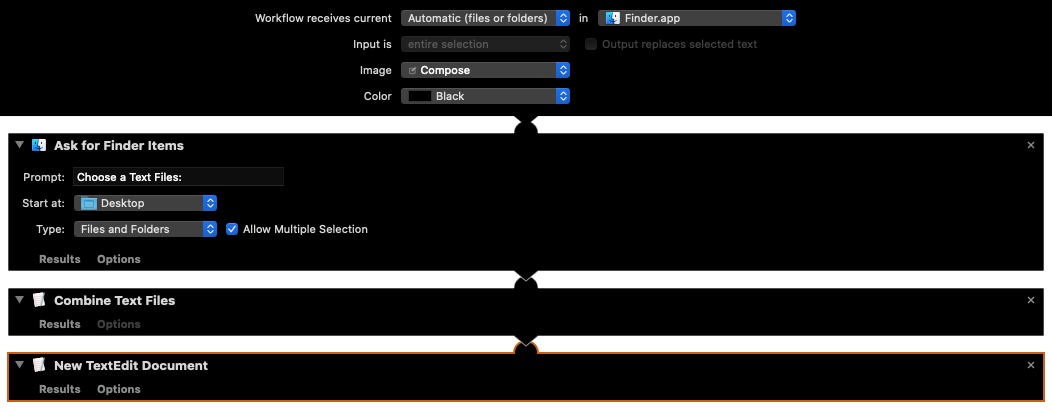 Workflow receives current Automatic (files or folders) in Finder.app
Input is entire selection Output replaces selected text
Image Compose
Color Black
Ask for Finder Items
Prompt: Choose a Text Files:
Start at: Desktop
Type: Files and Folders Allow Multiple Selection
Results Options
Combine Text Files
Results Options
New TextEdit Document
Results Options